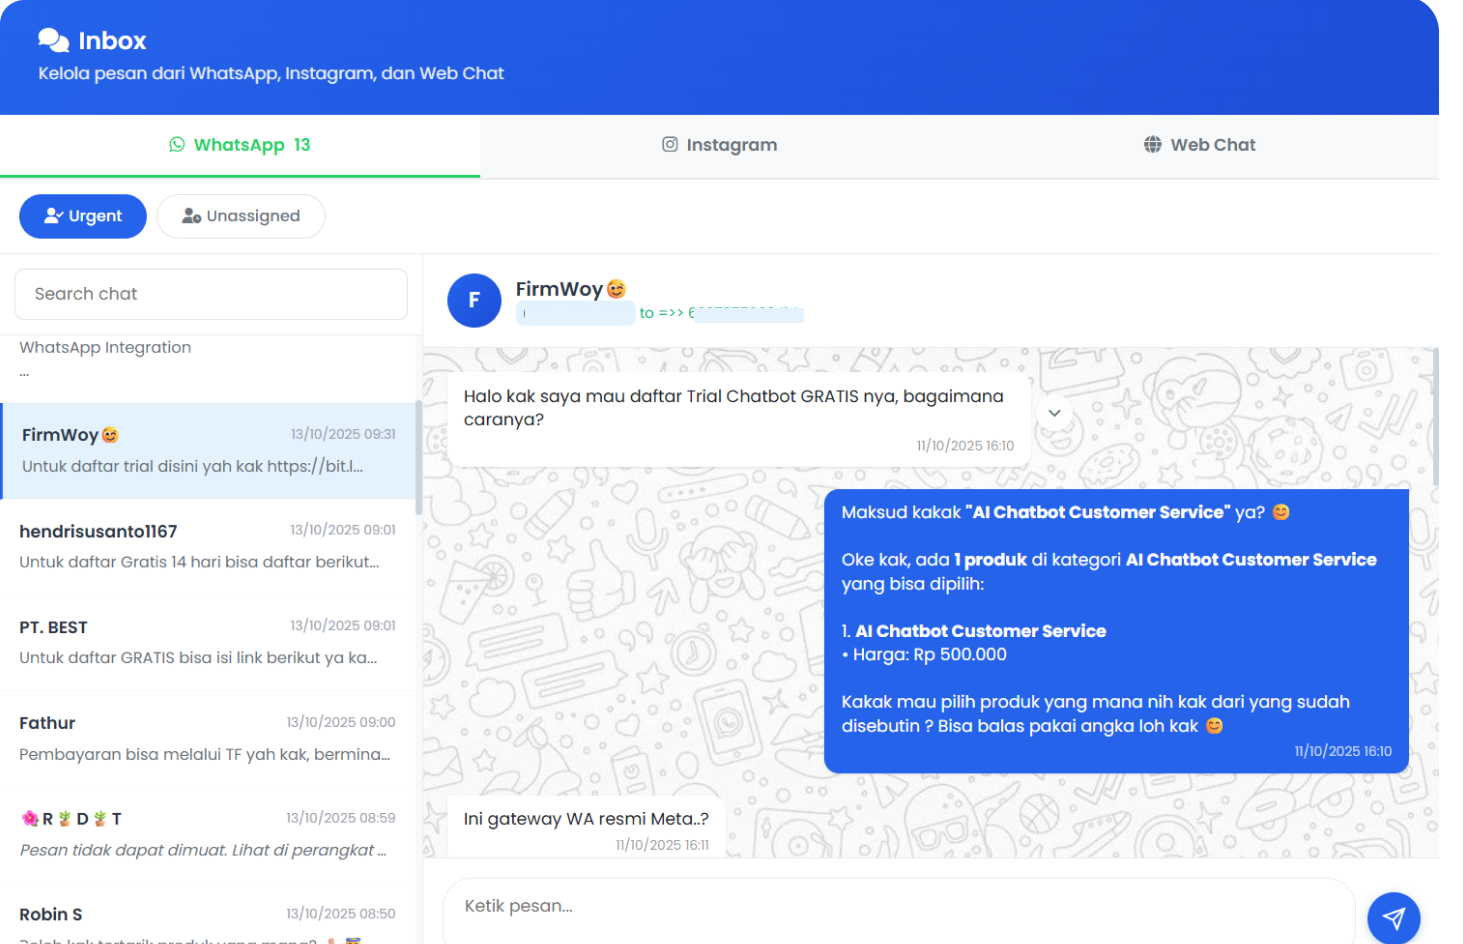 Inbox
Kelola pesan dari WhatsApp, Instagram, dan Web Chat
WhatsApp 13
Instagram
Web Chat
Urgent
Unassigned
Search chat
WhatsApp Integration
...
FirmWoy😉
13/10/2025 09:31
Untuk daftar trial disini yah kak https://bit.l...
hendrisusanto1167
13/10/2025 09:01
Untuk daftar Gratis 14 hari bisa daftar berikut...
PT. BEST
13/10/2025 09:01
Untuk daftar GRATIS bisa isi link berikut ya ka...
Fathur
13/10/2025 09:00
Pembayaran bisa melalui TF yah kak, bermina...
🌺 R 🪴 D 🪴 T
13/10/2025 08:59
Pesan tidak dapat dimuat. Lihat di perangkat ...
Robin S
13/10/2025 08:50
F
FirmWoy😉
to =>> 6
Halo kak saya mau daftar Trial Chatbot GRATIS nya, bagaimana
caranya?
11/10/2025 16:10
Maksud kakak "AI Chatbot Customer Service" ya? 😊
Oke kak, ada 1 produk di kategori AI Chatbot Customer Service
yang bisa dipilih:
1. AI Chatbot Customer Service
• Harga: Rp 500.000
Kakak mau pilih produk yang mana nih kak dari yang sudah
disebutin ? Bisa balas pakai angka loh kak 😊
11/10/2025 16:10
Ini gateway WA resmi Meta..?
11/10/2025 16:11
Ketik pesan...